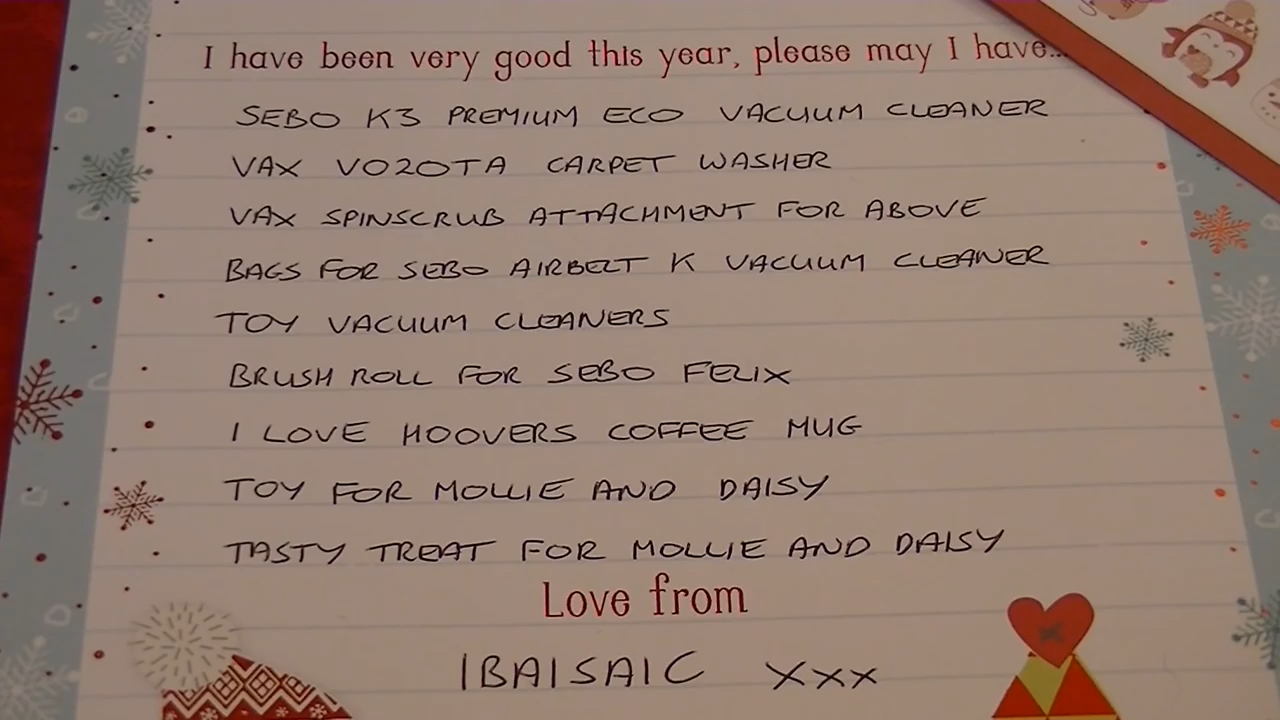 I have been very good this year, please may I have...
SEBO K3 PREMIUM ECO VACUUM CLEANER
VAX VO20TA CARPET WASHER
VAX SPINSCRUB ATTACHMENT FOR ABOVE
BAGS FOR SEBO AIRBELT K VACUUM CLEANER
TOY VACUUM CLEANERS
BRUSH ROLL FOR SEBO FELIX
I LOVE HOOVERS COFFEE MUG
TOY FOR MOLLIE AND DAISY
TASTY TREAT FOR MOLLIE AND DAISY
Love from
IBAISAIC XXX